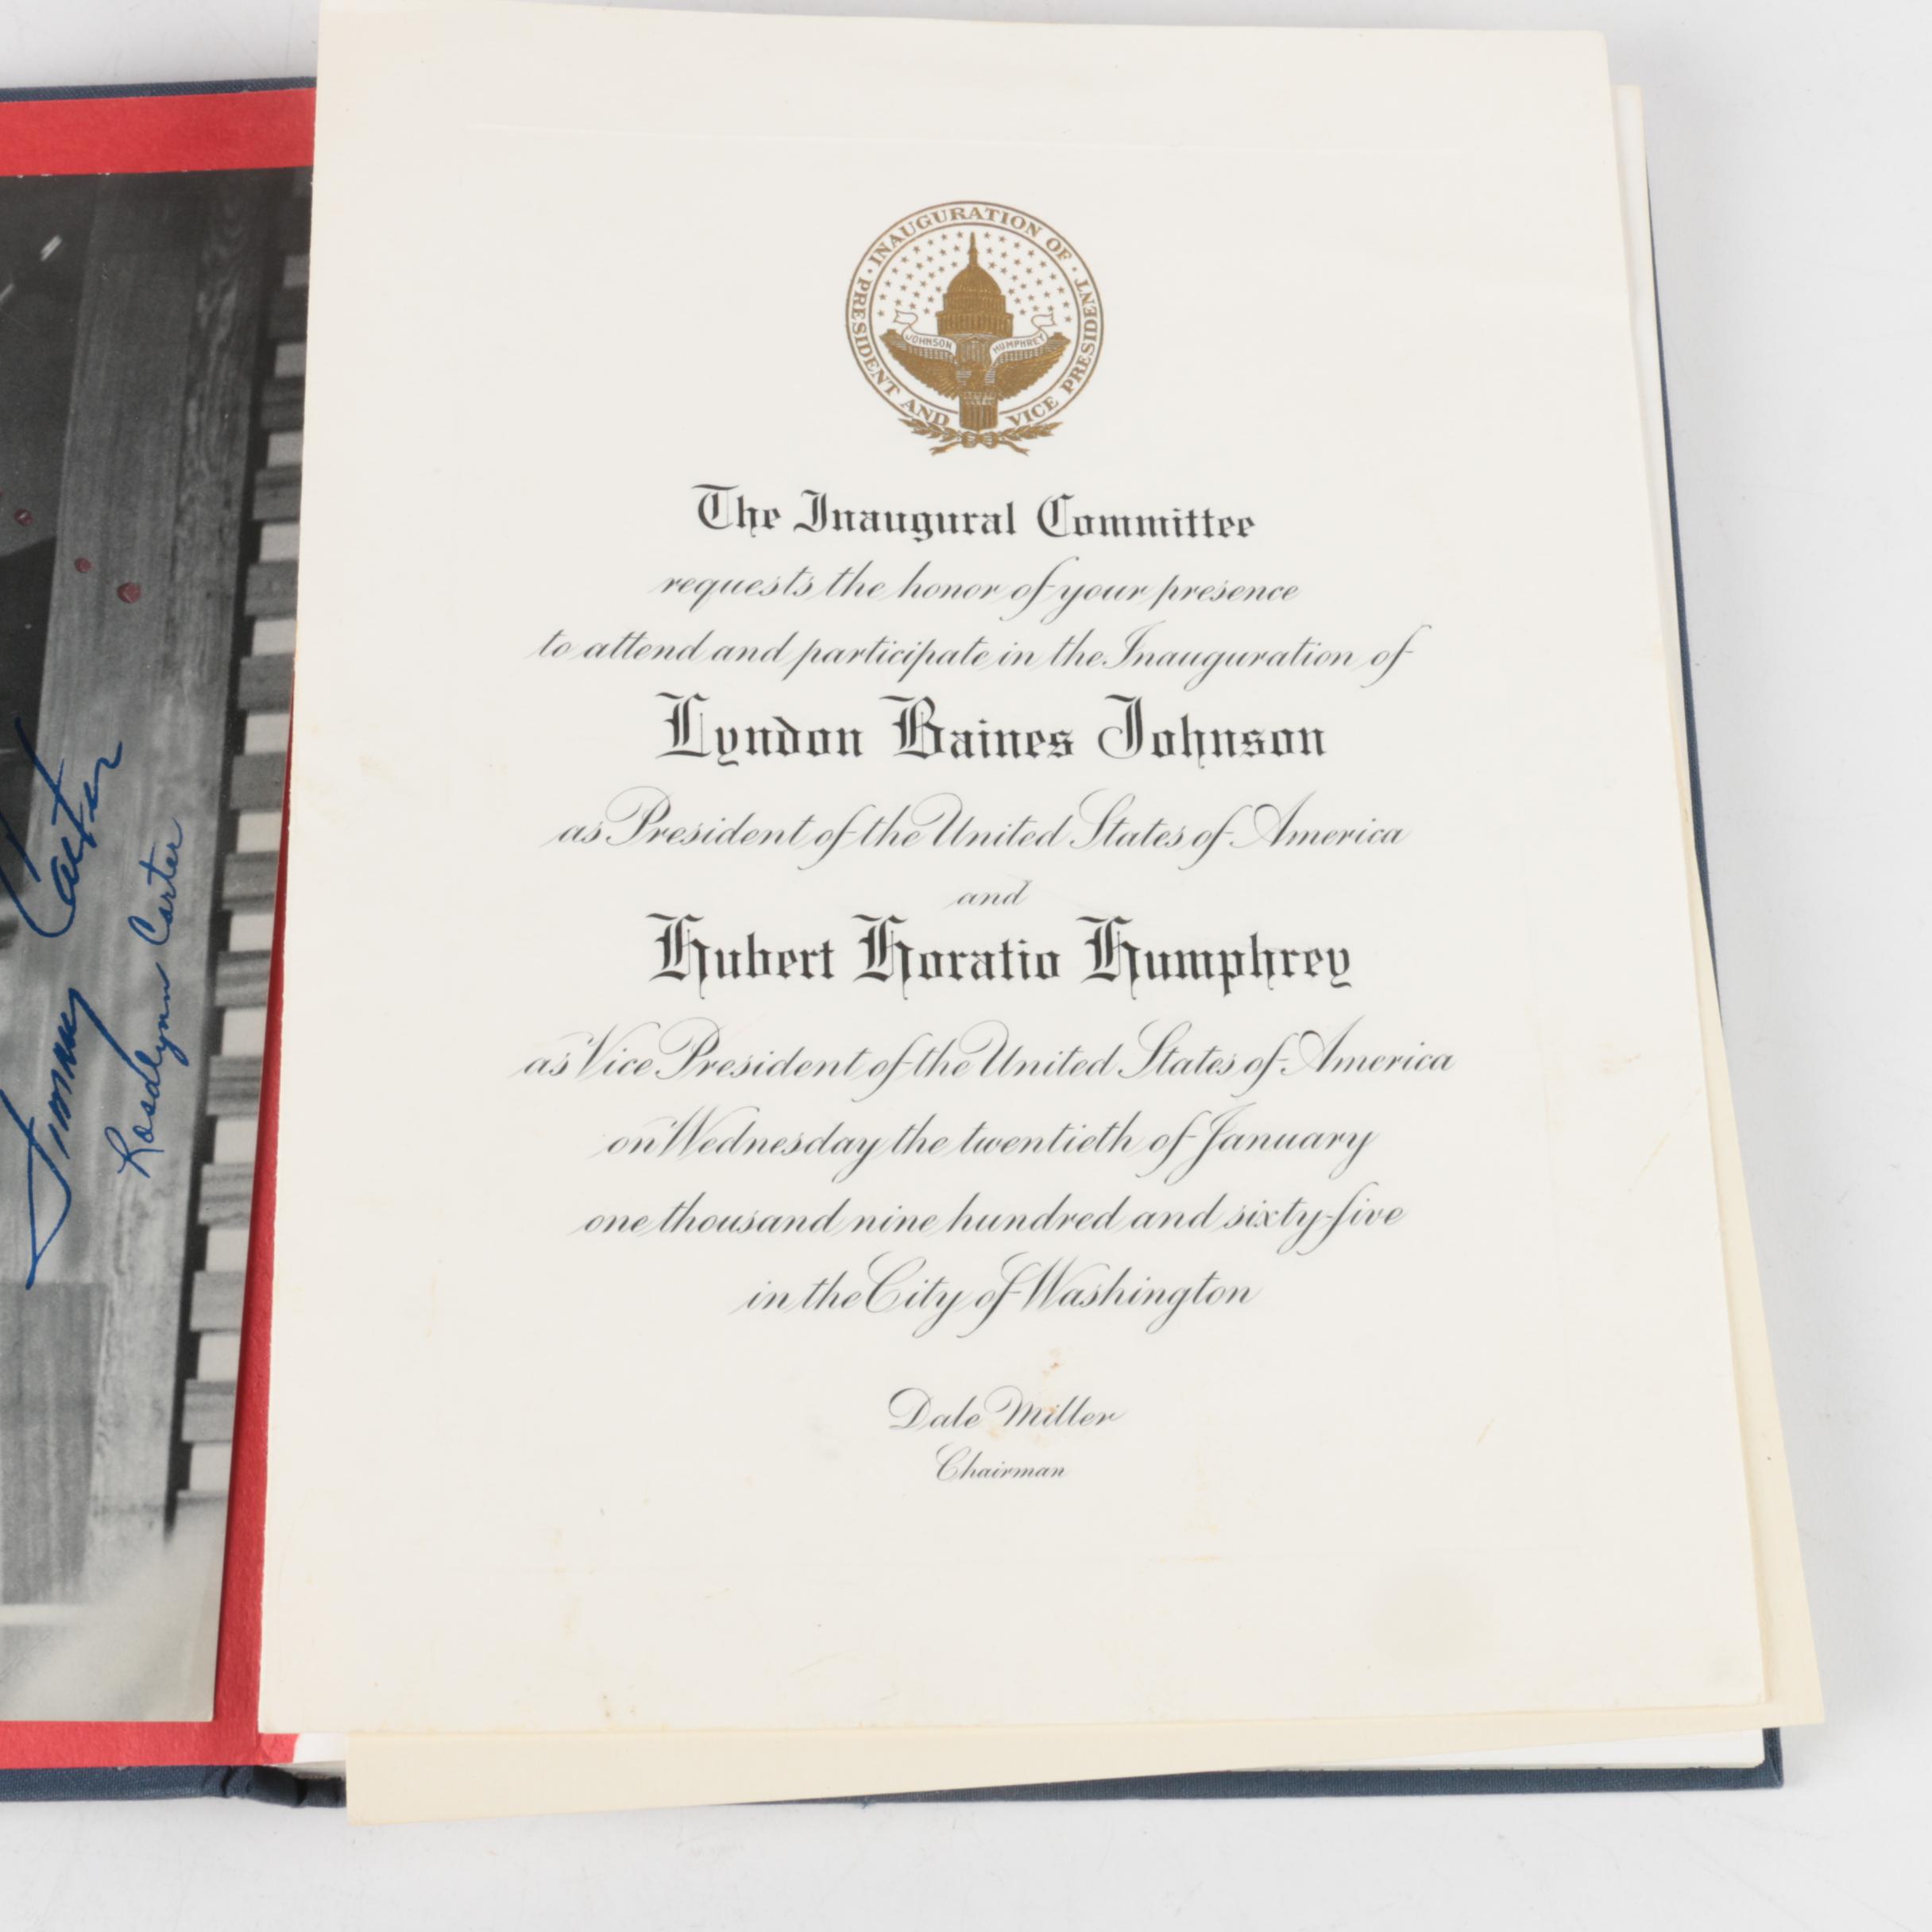 Jimmy Carter
Rosalynn Carter
· INAUGURATION OF · PRESIDENT AND VICE PRESIDENT
JOHNSON HUMPHREY
The Inaugural Committee
requests the honor of your presence
to attend and participate in the Inauguration of
Lyndon Baines Johnson
as President of the United States of America
and
Hubert Horatio Humphrey
as Vice President of the United States of America
on Wednesday the twentieth of January
one thousand nine hundred and sixty-five
in the City of Washington
Dale Miller
Chairman